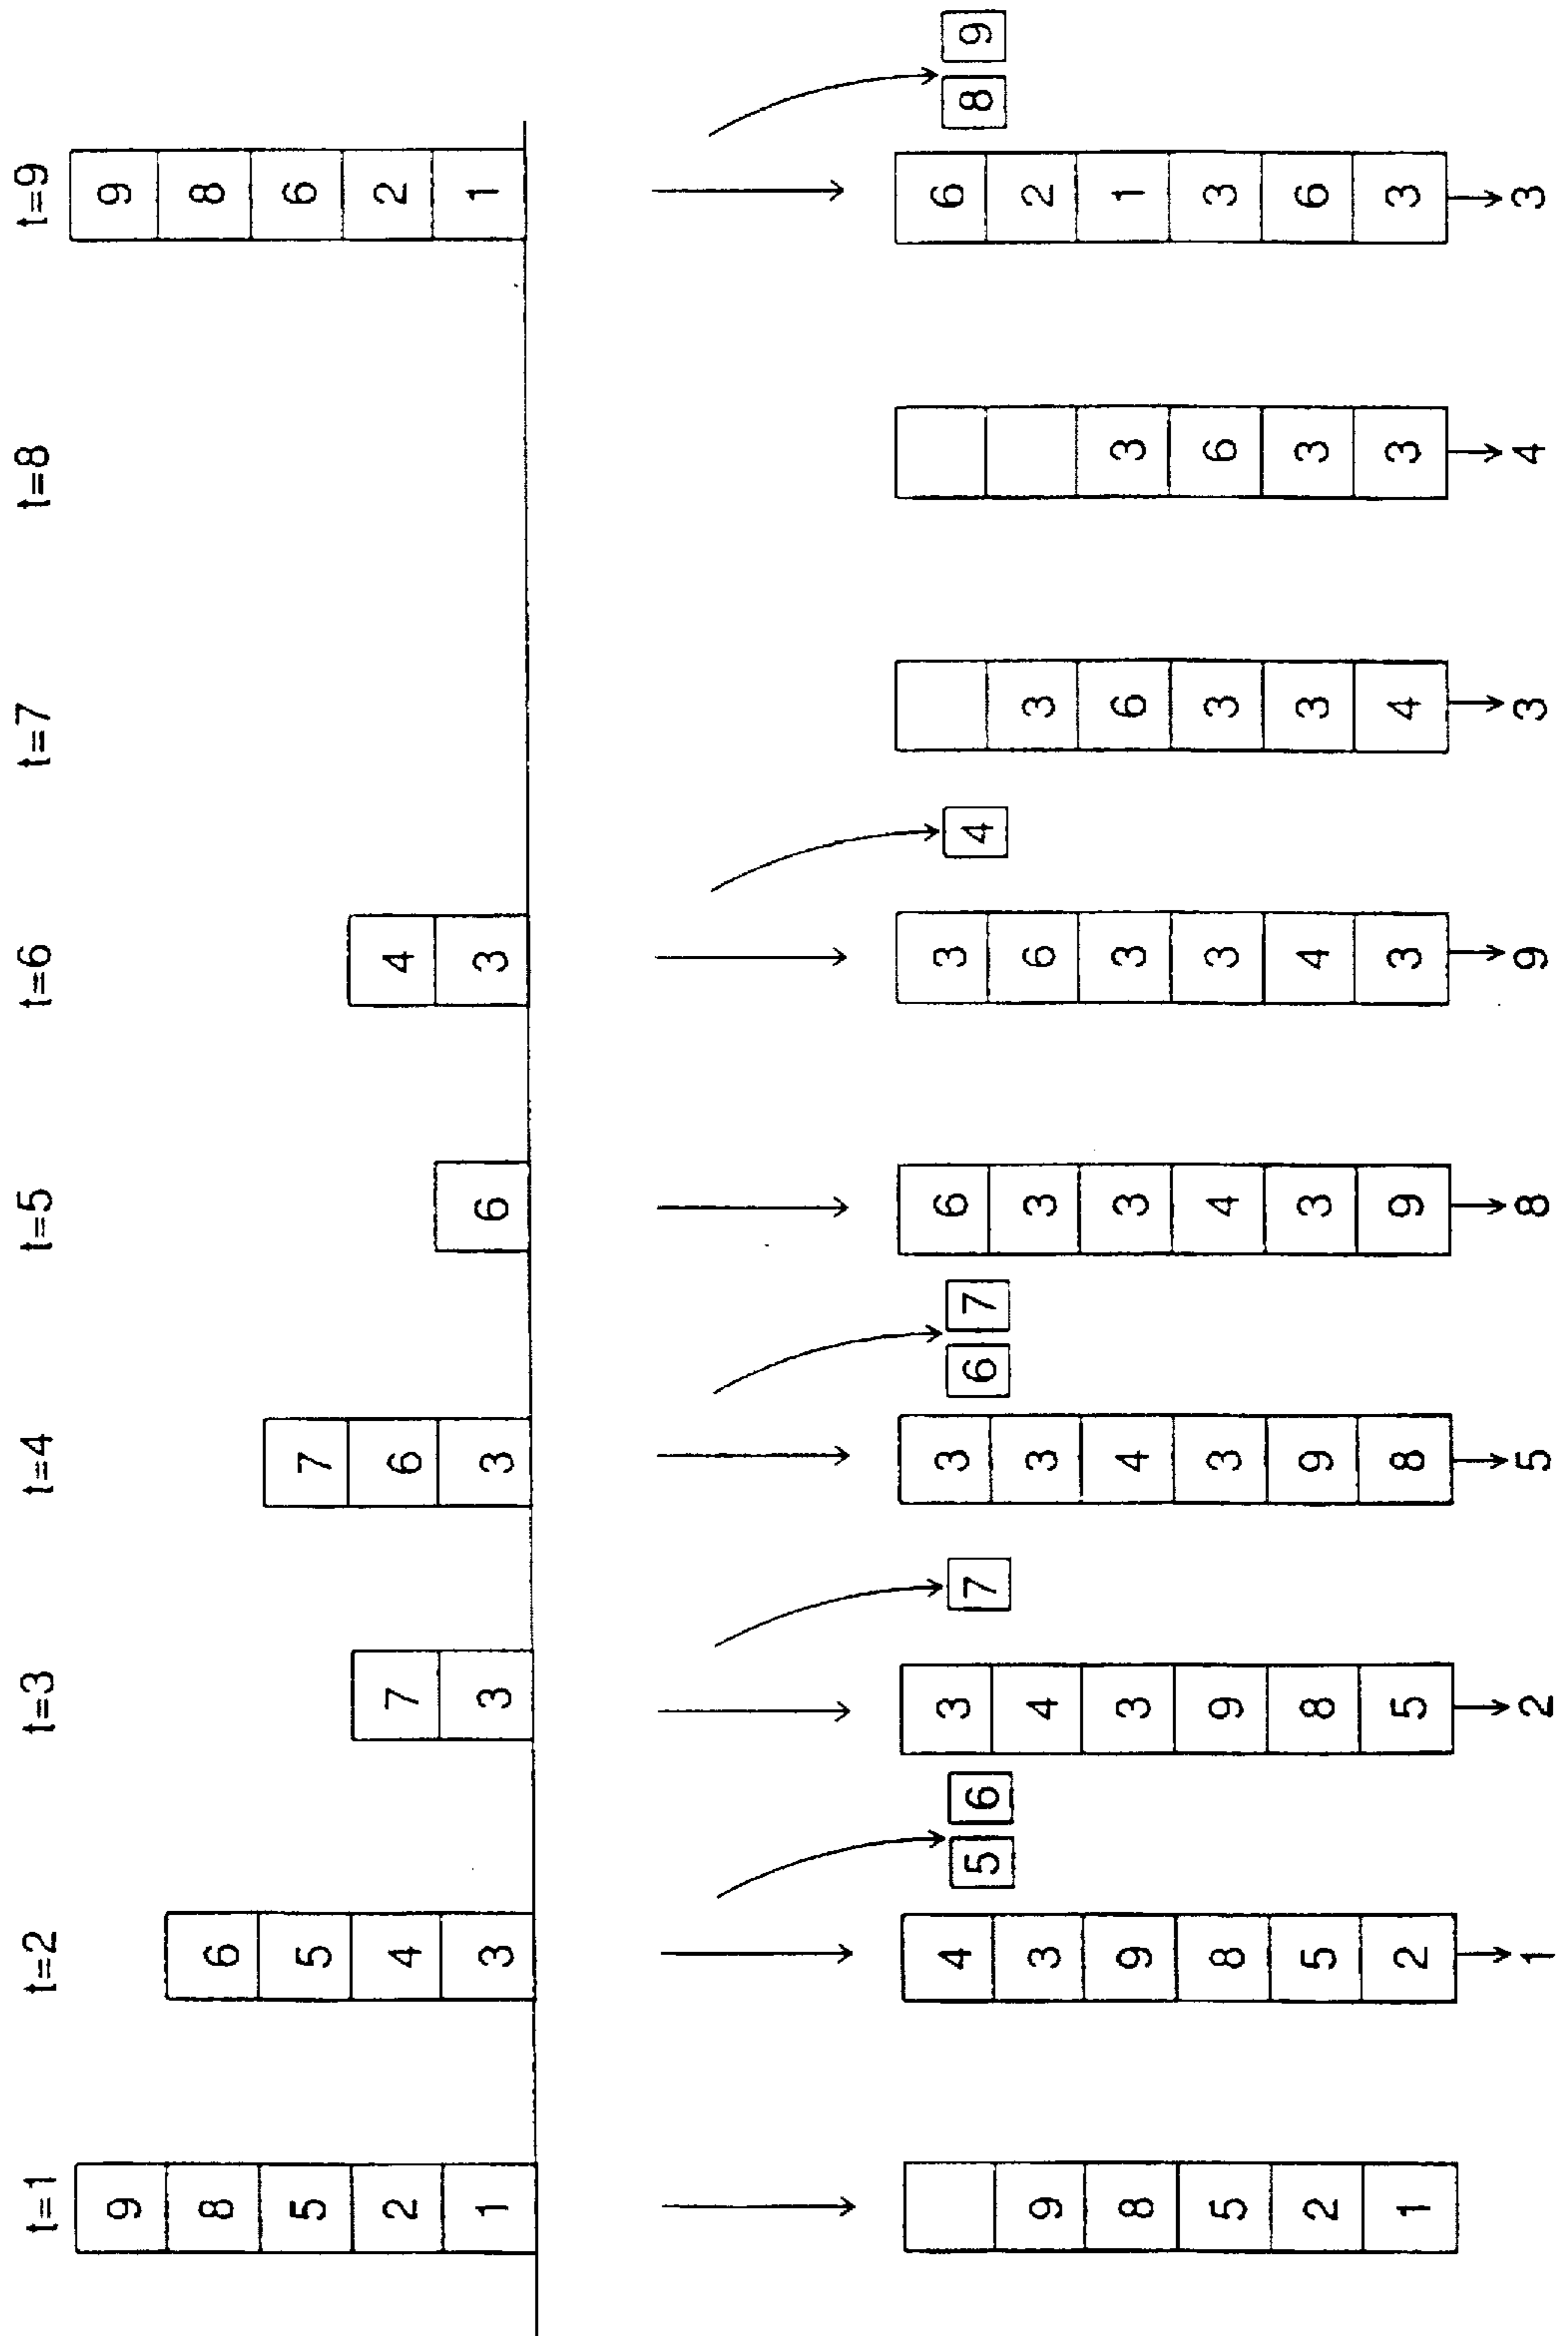 t=1 t=2 t=3 t=4 t=5 t=6 t=7 t=8 t=9
9 9
8 6 8
5 5 7 6
2 4 7 6 4 2
1 3 3 3 6 3 1
4 5 6 3 7 3 6 7 6 3 4 6 8 9
9 3 4 3 3 6 3 2
8 9 3 4 3 3 6 3 1
5 8 9 3 4 3 3 6 3
2 5 8 9 3 4 3 3 6
1 2 5 8 9 3 4 3 3
1 2 5 8 9 3 4 3